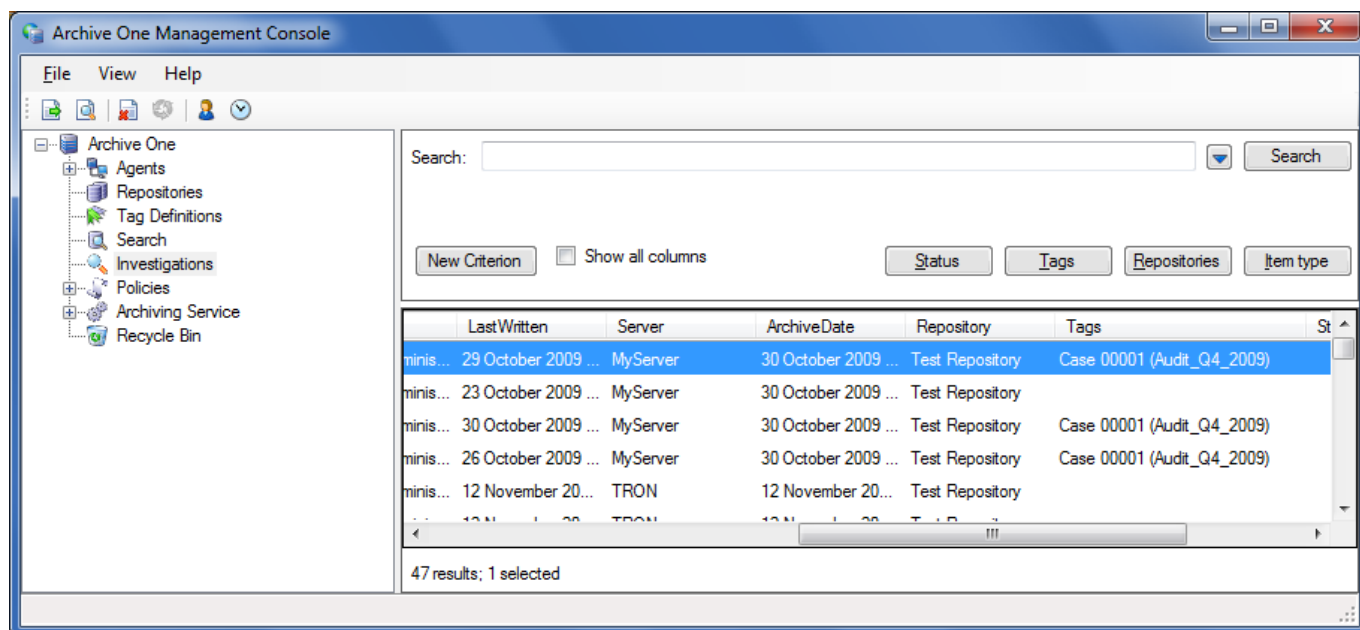 Archive One Management Console
File View Help
Archive One
Agents
Repositories
Tag Definitions
Search
Investigations
Policies
Archiving Service
Recycle Bin
Search: Search
New Criterion Show all columns Status Tags Repositories Item type
LastWritten Server ArchiveDate Repository Tags St
minis... 29 October 2009 ... MyServer 30 October 2009 ... Test Repository Case 00001 (Audit_Q4_2009)
minis... 23 October 2009 ... MyServer 30 October 2009 ... Test Repository
minis... 30 October 2009 ... MyServer 30 October 2009 ... Test Repository Case 00001 (Audit_Q4_2009)
minis... 26 October 2009 ... MyServer 30 October 2009 ... Test Repository Case 00001 (Audit_Q4_2009)
minis... 12 November 20... TRON 12 November 20... Test Repository
47 results; 1 selected